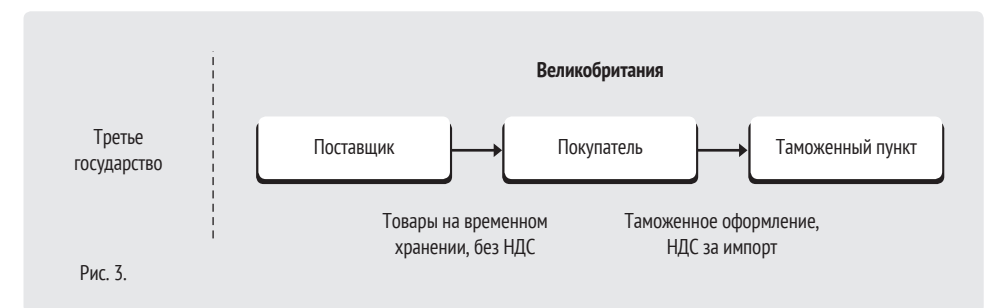 Великобритания
Третье
государство
Поставщик
Покупатель
Таможенный пункт
Товары на временном
хранении, без НДС
Таможенное оформление,
НДС за импорт
Рис. 3.